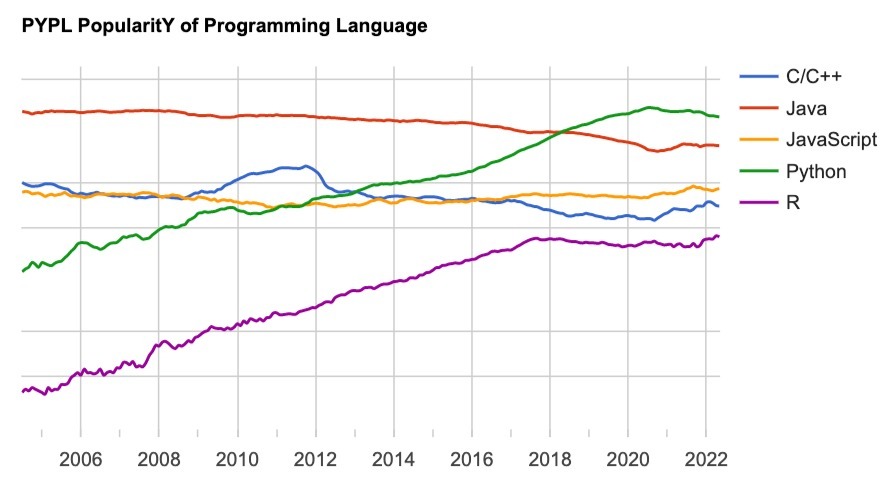 PYPL PopularitY of Programming Language
C/C++
Java
JavaScript
Python
R
2006 2008 2010 2012 2014 2016 2018 2020 2022